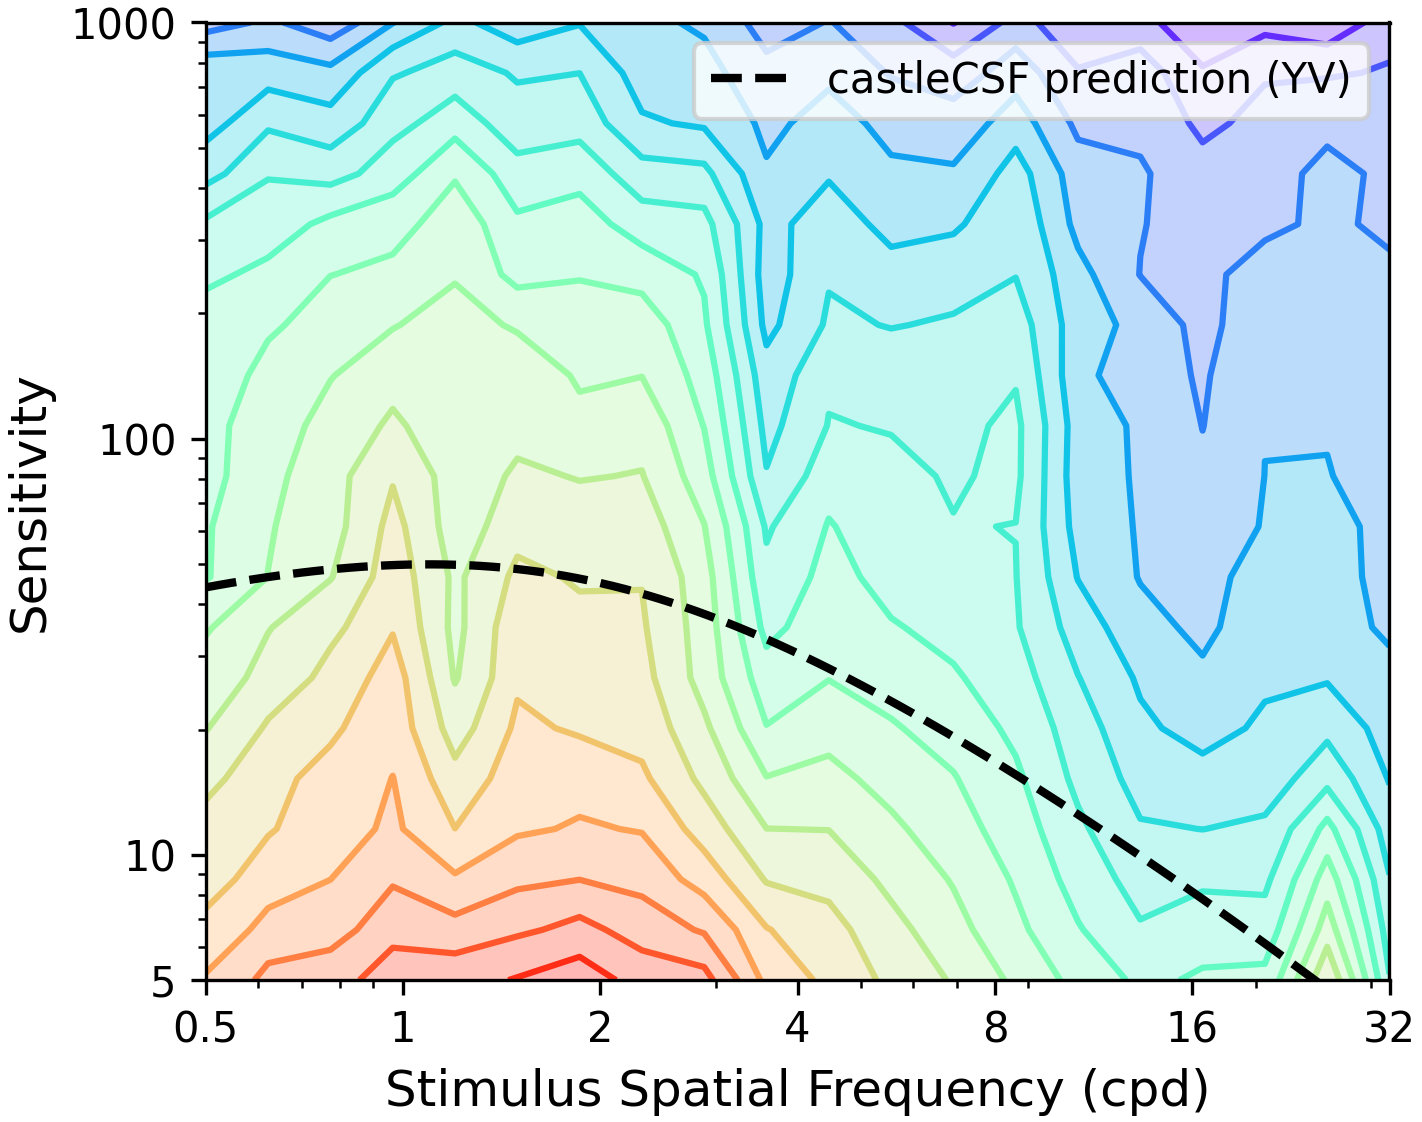 1000
castleCSF prediction (YV)
100
Sensitivity
10
5
0.5 1 2 4 8 16 32
Stimulus Spatial Frequency (cpd)